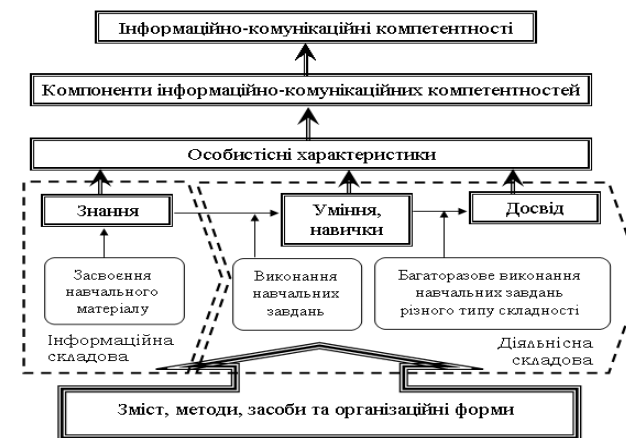 Інформаційно-комунікаційні компетентності
Компоненти інформаційно-комунікаційних компетентностей
Особистісні характеристики
Знання
Уміння,
навички
Досвід
Засвоєння
навчального
матеріалу
Виконання
навчальних
завдань
Багаторазове виконання
навчальних завдань
різного типу складності
Інформаційна
складова
Діяльнісна
складова
Зміст, методи, засоби та організаційні форми